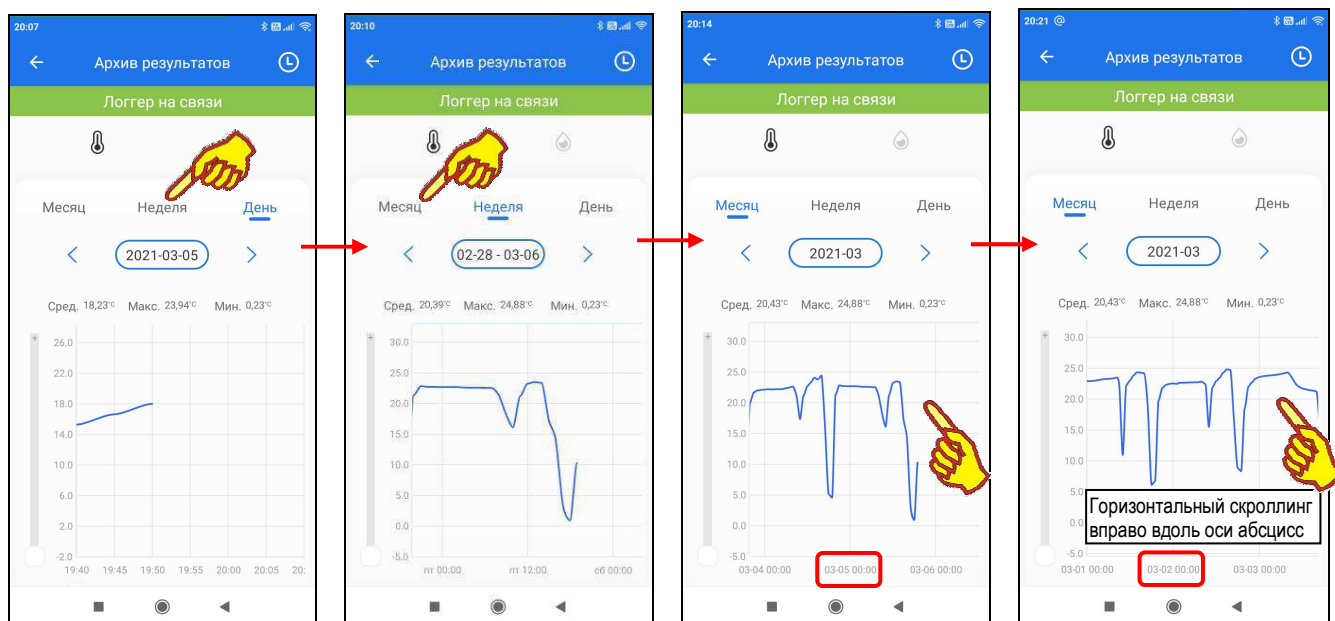 20:07
Архив результатов
Логгер на связи
Месяц Неделя День
2021-03-05
Сред. 18,23°C Макс. 23,94°C Мин. 0,23°C
+
26.0
22.0
18.0
14.0
10.0
6.0
2.0
-2.0
19:40 19:45 19:50 19:55 20:00 20:05 20:
20:10
Архив результатов
Логгер на связи
Месяц Неделя День
02-28 - 03-06
Сред. 20,39°C Макс. 24,88°C Мин. 0,23°C
+
30.0
25.0
20.0
15.0
10.0
5.0
0.0
-5.0
пт 00:00 пт 12:00 сб 00:00
20:14
Архив результатов
Логгер на связи
Месяц Неделя День
2021-03
Сред. 20,43°C Макс. 24,88°C Мин. 0,23°C
+
30.0
25.0
20.0
15.0
10.0
5.0
0.0
-5.0
03-04 00:00 03-05 00:00 03-06 00:00
20:21 @
Архив результатов
Логгер на связи
Месяц Неделя День
2021-03
Сред. 20,43°C Макс. 24,88°C Мин. 0,23°C
+
30.0
25.0
20.0
15.0
10.0
5.0
0.0
-5.0
Горизонтальный скроллинг
вправо вдоль оси абсцисс
03-01 00:00 03-02 00:00 03-03 00:00